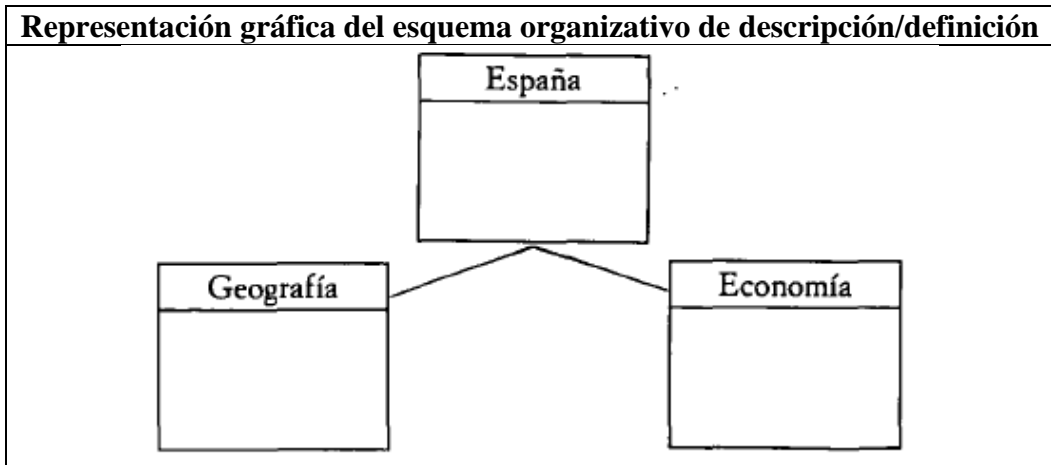 Representación gráfica del esquema organizativo de descripción/definición
España
Geografía
Economía